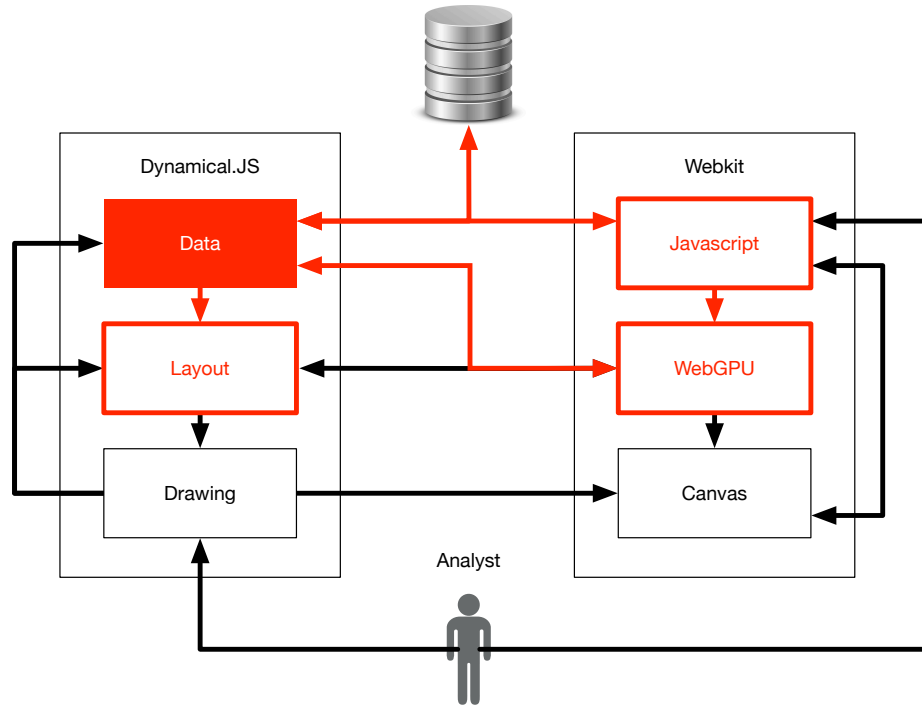 Dynamical.JS
Webkit
Data
Javascript
Layout
WebGPU
Drawing
Canvas
Analyst